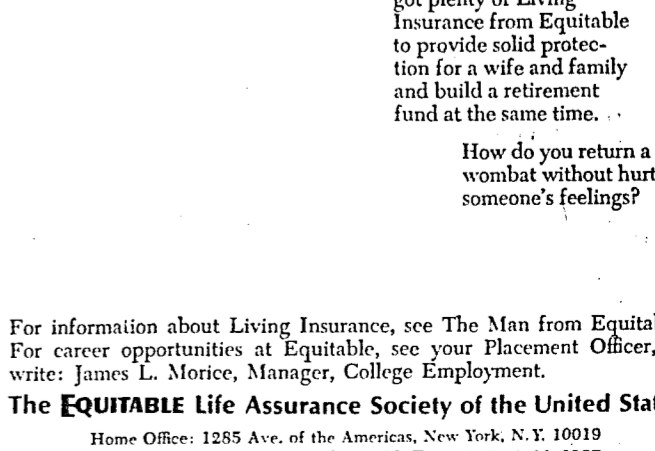 got plenty of Living
Insurance from Equitable
to provide solid protec-
tion for a wife and family
and build a retirement
fund at the same time.
How do you return a
wombat without hurt
someone's feelings?
For information about Living Insurance, see The Man from Equita
For career opportunities at Equitable, see your Placement Officer,
write: James L. Morice, Manager, College Employment.
The EQUITABLE Life Assurance Society of the United Stat
Home Office: 1285 Ave. of the Americas, New York, N.Y. 10019